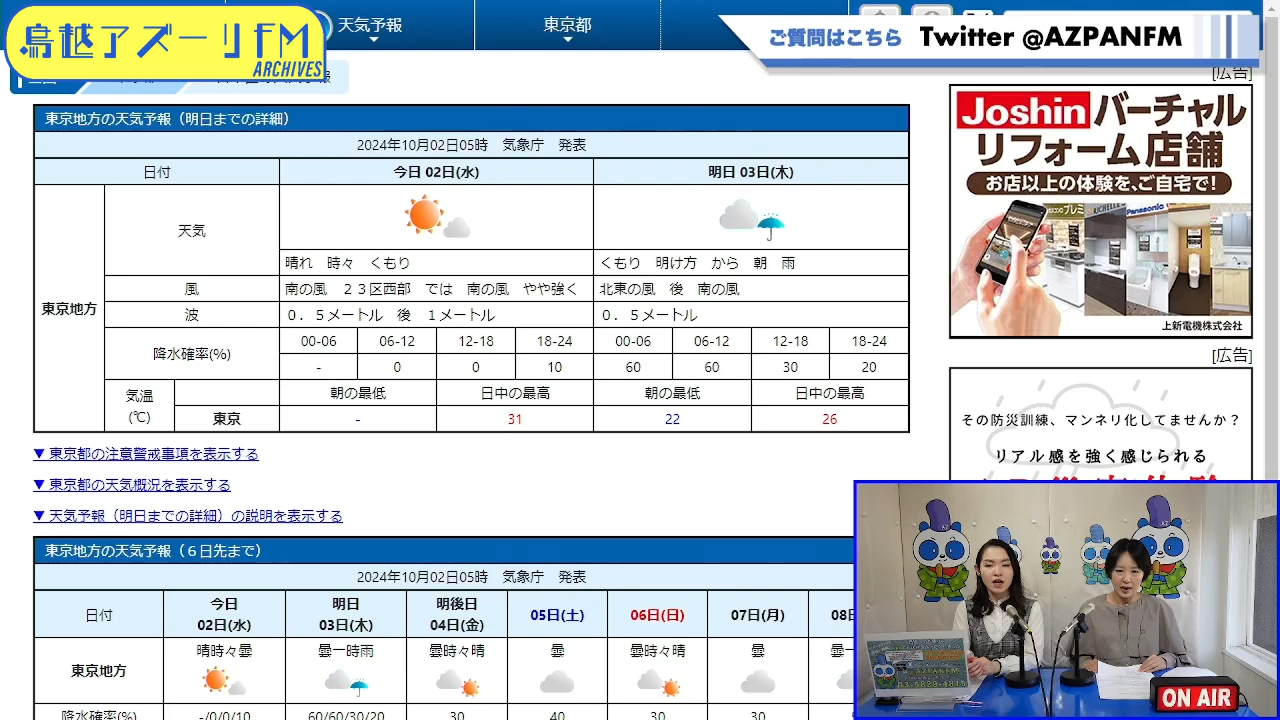 鳥越アズーリFM
ARCHIVES
天気予報
東京都
ご質問はこちら Twitter @AZPANFM
[広告]
東京地方の天気予報（明日までの詳細）
2024年10月02日05時 気象庁 発表
日付 今日 02日(水) 明日 03日(木)
東京地方
天気
晴れ 時々 くもり くもり 明け方 から 朝 雨
風 南の風 ２３区西部 では 南の風 やや強く 北東の風 後 南の風
波 ０．５メートル 後 １メートル ０．５メートル
降水確率(%)
00-06 06-12 12-18 18-24 00-06 06-12 12-18 18-24
- 0 0 10 60 60 30 20
気温
(℃)
朝の最低 日中の最高 朝の最低 日中の最高
東京 - 31 22 26
▼ 東京都の注意警戒事項を表示する
▼ 東京都の天気概況を表示する
▼ 天気予報（明日までの詳細）の説明を表示する
東京地方の天気予報（６日先まで）
2024年10月02日05時 気象庁 発表
日付
今日
02日(水)
明日
03日(木)
明後日
04日(金)
05日(土) 06日(日) 07日(月) 08日
東京地方
晴時々曇 曇一時雨 曇時々晴 曇 曇時々晴 曇
降水確率(%) -/0/0/10 60/60/30/20 30 40 30 30
Joshin バーチャル
リフォーム店舗
お店以上の体験を、ご自宅で!
Panasonic
上新電機株式会社
[広告]
その防災訓練、マンネリ化してませんか？
リアル感を強く感じられる
AZPANFM
03-5829-4815
ON AIR